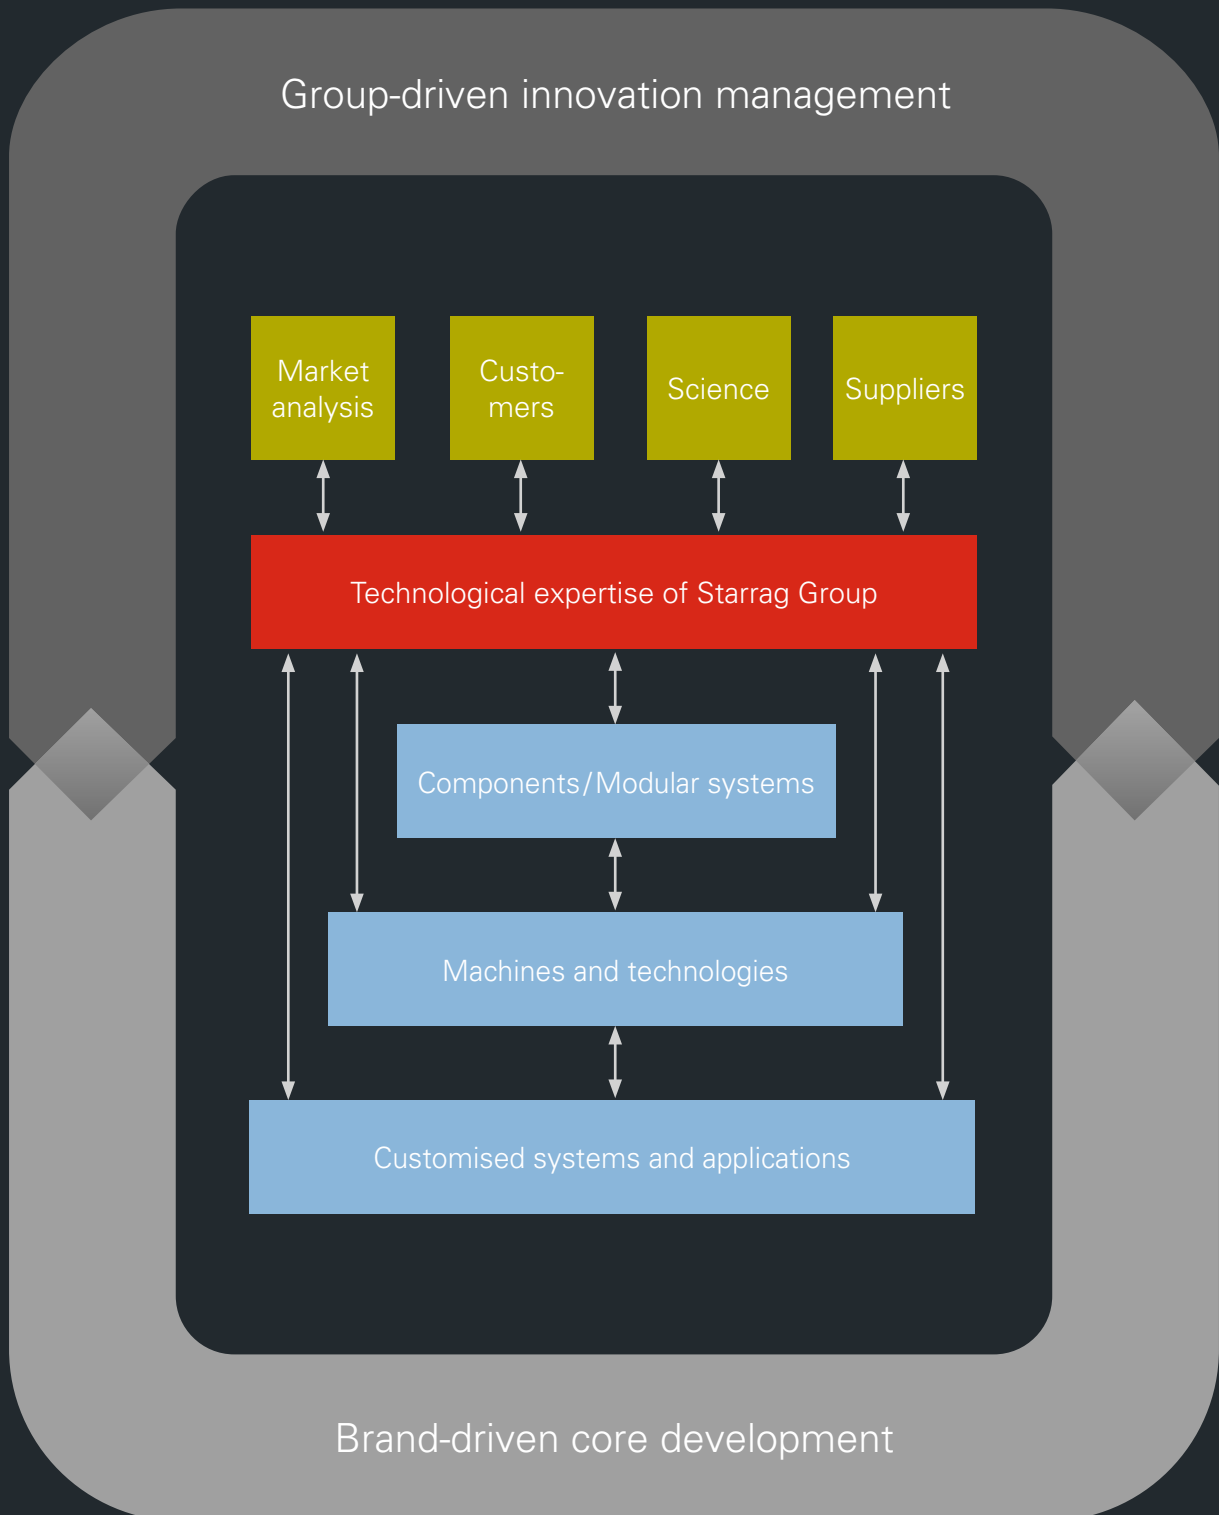 Group-driven innovation management
Market
analysis
Custo-
mers
Science
Suppliers
Technological expertise of Starrag Group
Components/Modular systems
Machines and technologies
Customised systems and applications
Brand-driven core development